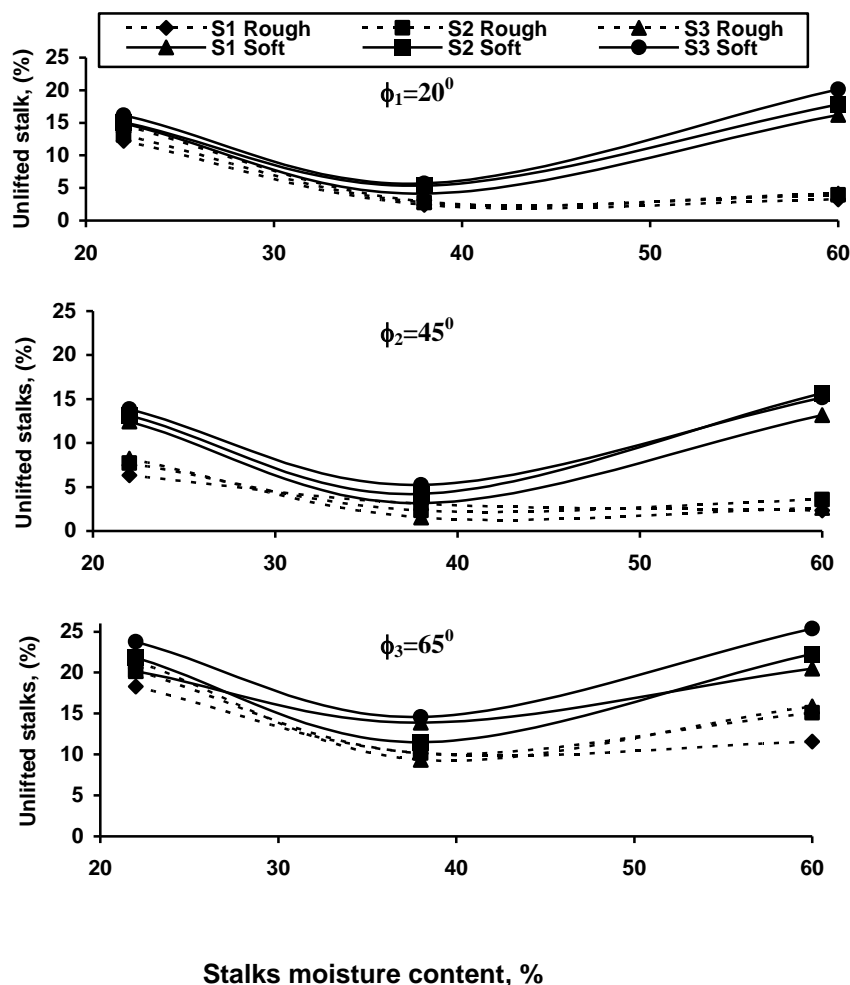 S1 Rough S2 Rough S3 Rough
S1 Soft S2 Soft S3 Soft
Unlifted stalk, (%)
ϕ₁=20⁰
25
20
15
10
5
0
20 30 40 50 60
Unlifted stalks, (%)
ϕ₂=45⁰
25
20
15
10
5
0
20 30 40 50 60
Unlifted stalks, (%)
ϕ₃=65⁰
25
20
15
10
5
0
20 30 40 50 60
Stalks moisture content, %